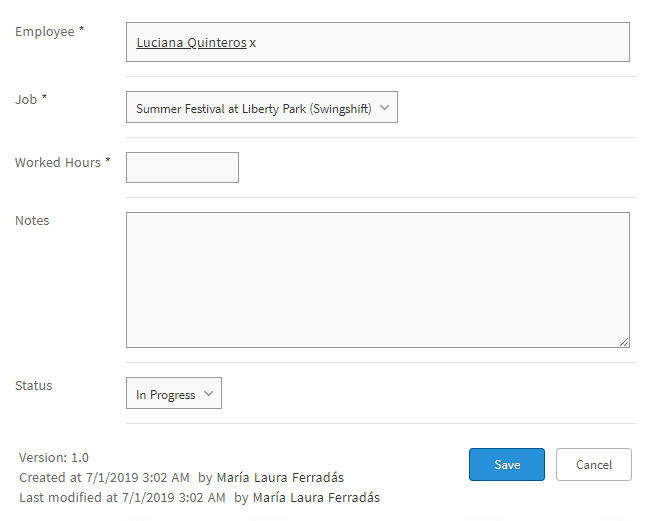 Employee *
Luciana Quinteros x
Job *
Summer Festival at Liberty Park (Swingshift)
Worked Hours *
Notes
Status
In Progress
Version: 1.0
Created at 7/1/2019 3:02 AM by María Laura Ferradás
Last modified at 7/1/2019 3:02 AM by María Laura Ferradás
Save
Cancel